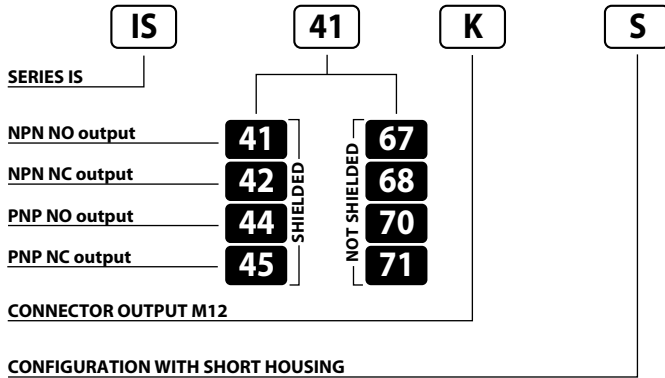 IS 41 K S
SERIES IS
NPN NO output 41 67
NPN NC output 42 68
PNP NO output 44 70
PNP NC output 45 71
SHIELDED
NOT SHIELDED
CONNECTOR OUTPUT M12
CONFIGURATION WITH SHORT HOUSING